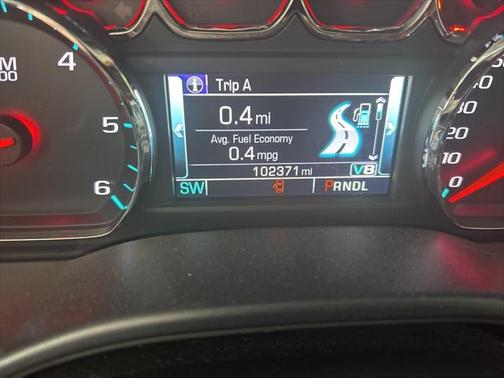 Trip A
0.4 mi
Avg. Fuel Economy
0.4 mpg
102371 mi
V8
SW
PRNDL
4
5
6
0
10
20